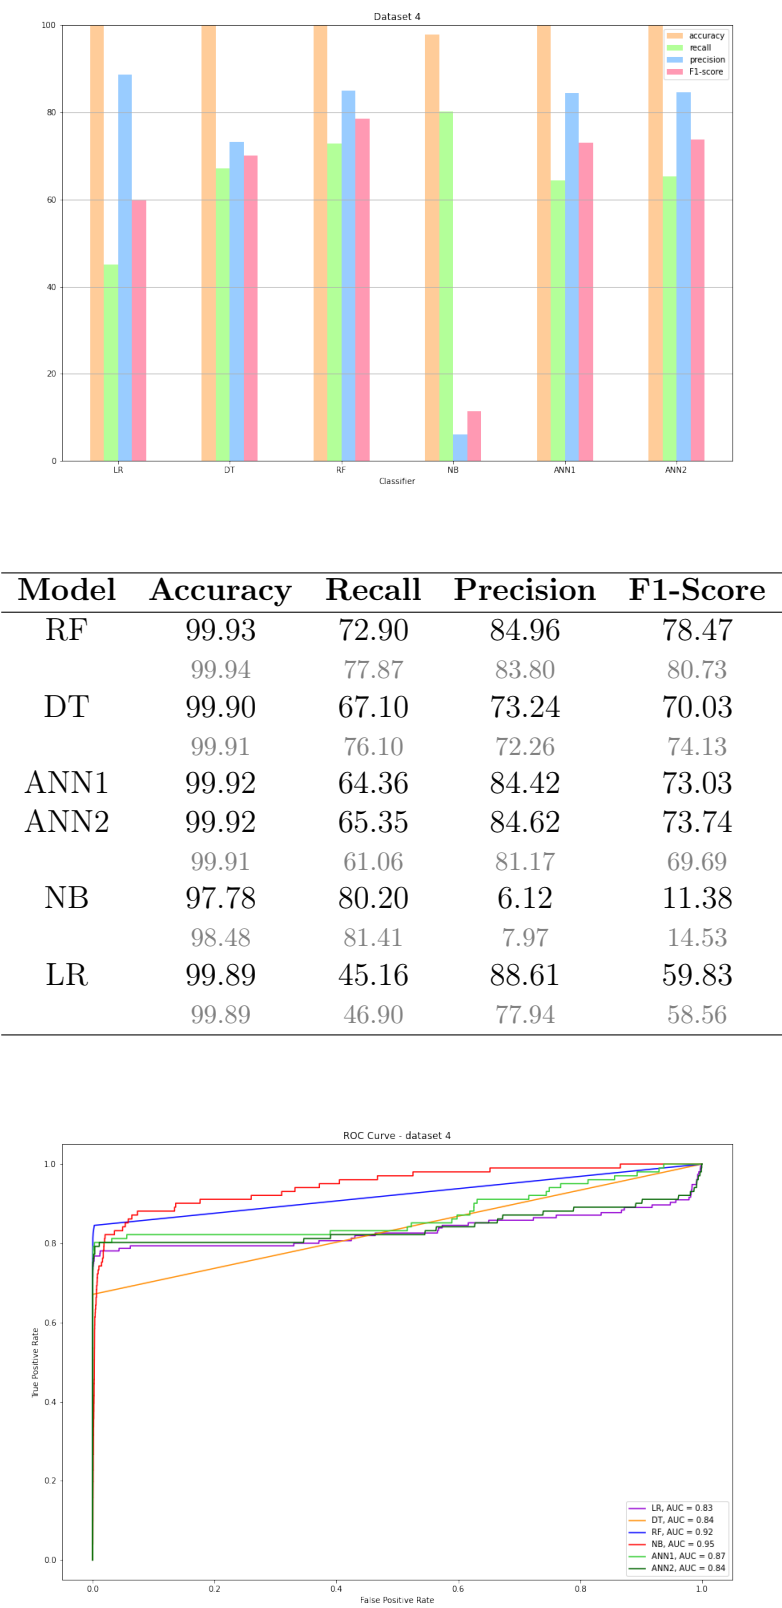 Dataset 4
100
80
60
40
20
0
accuracy
recall
precision
F1-score
LR DT RF NB ANN1 ANN2
Classifier
Model Accuracy Recall Precision F1-Score
RF 99.93 72.90 84.96 78.47
99.94 77.87 83.80 80.73
DT 99.90 67.10 73.24 70.03
99.91 76.10 72.26 74.13
ANN1 99.92 64.36 84.42 73.03
ANN2 99.92 65.35 84.62 73.74
99.91 61.06 81.17 69.69
NB 97.78 80.20 6.12 11.38
98.48 81.41 7.97 14.53
LR 99.89 45.16 88.61 59.83
99.89 46.90 77.94 58.56
ROC Curve - dataset 4
True Positive Rate
1.0
0.8
0.6
0.4
0.2
0.0
LR, AUC = 0.83
DT, AUC = 0.84
RF, AUC = 0.92
NB, AUC = 0.95
ANN1, AUC = 0.87
ANN2, AUC = 0.84
0.0 0.2 0.4 0.6 0.8 1.0
False Positive Rate